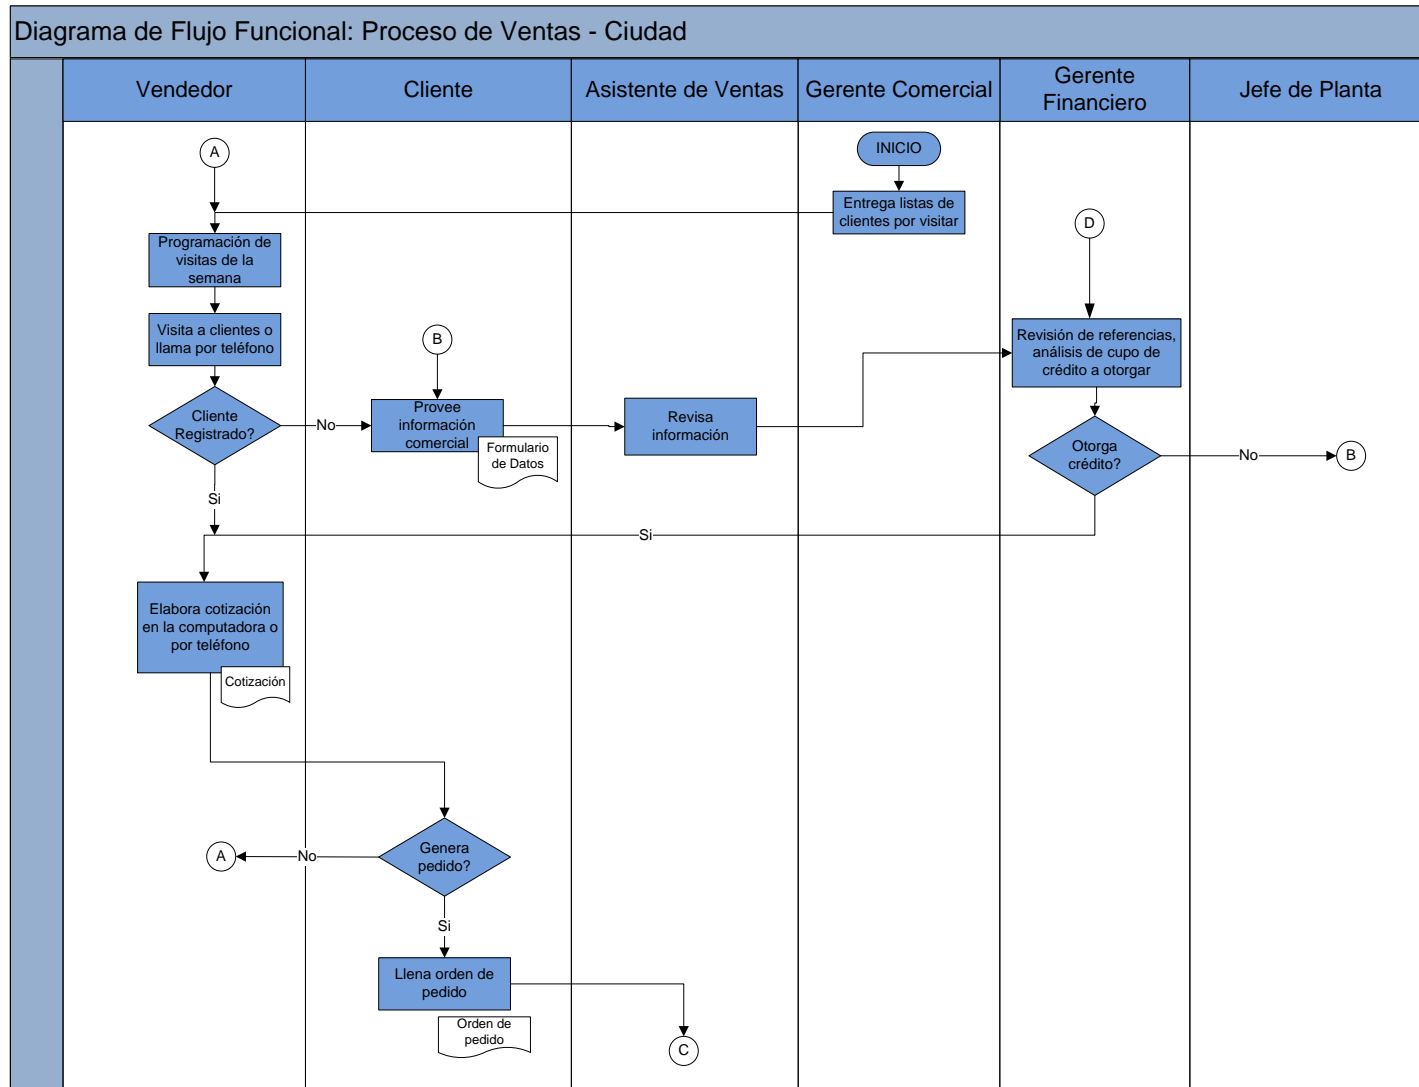 Diagrama de Flujo Funcional: Proceso de Ventas - Ciudad
Vendedor
Cliente
Asistente de Ventas
Gerente Comercial
Gerente
Financiero
Jefe de Planta
A
INICIO
Entrega listas de
clientes por visitar
D
Programación de
visitas de la
semana
Visita a clientes o
llama por teléfono
B
Revisión de referencias,
análisis de cupo de
crédito a otorgar
Cliente
Registrado?
No
Provee
información
comercial
Formulario
de Datos
Revisa
información
Otorga
crédito?
No
B
Si
Si
Elabora cotización
en la computadora o
por teléfono
Cotización
Genera
pedido?
No
A
Si
Llena orden de
pedido
Orden de
pedido
C